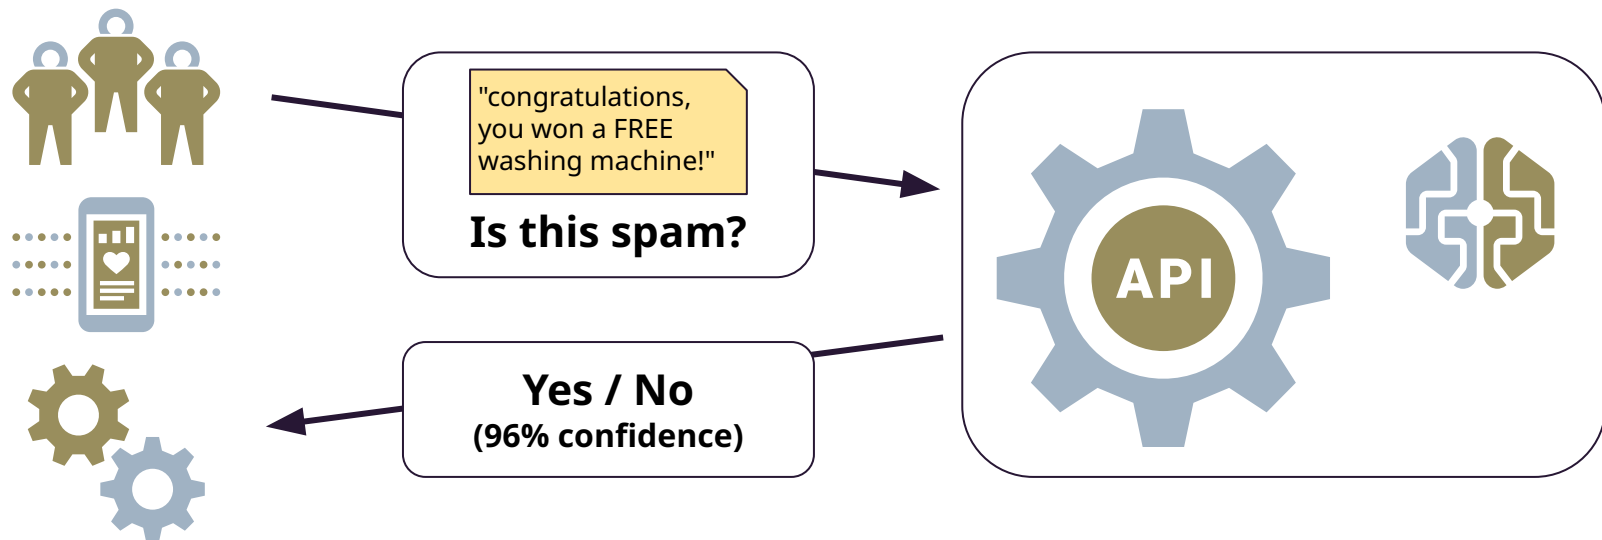 "congratulations,
you won a FREE
washing machine!"
Is this spam?
API
Yes / No
(96% confidence)